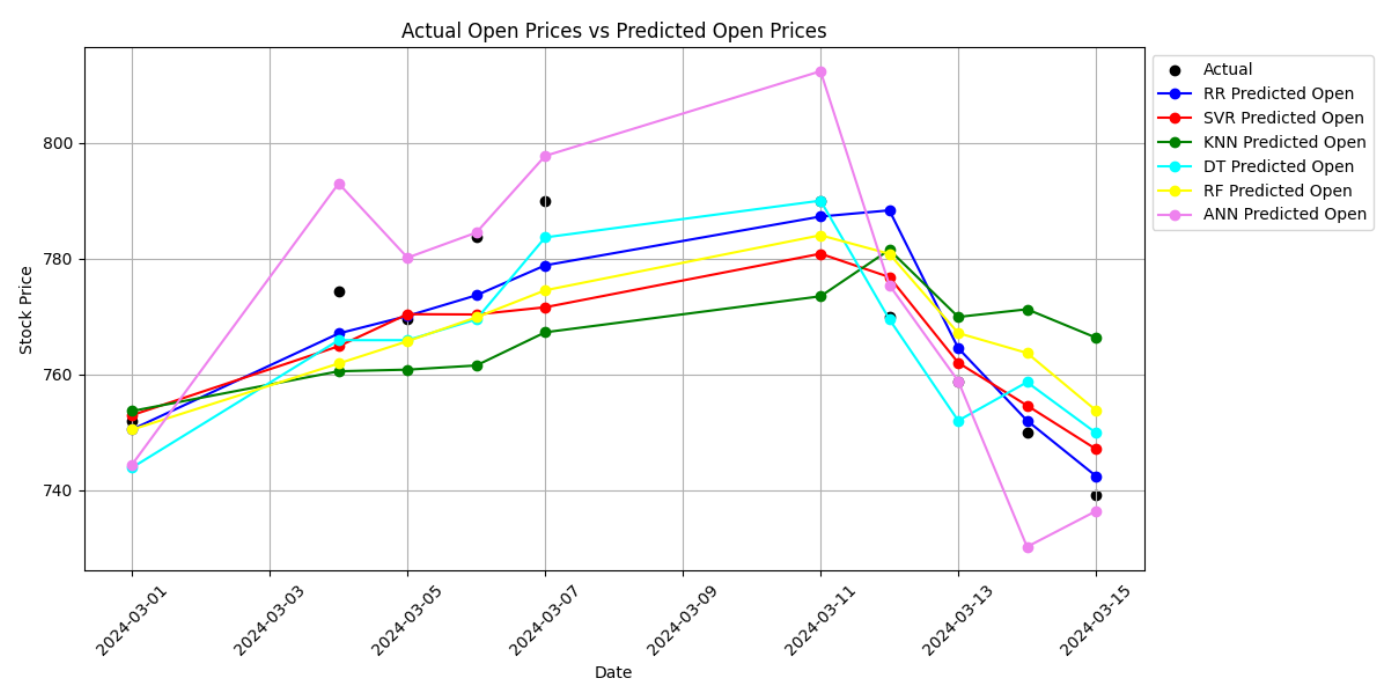 Actual Open Prices vs Predicted Open Prices
Actual
RR Predicted Open
SVR Predicted Open
KNN Predicted Open
DT Predicted Open
RF Predicted Open
ANN Predicted Open
Stock Price
800
780
760
740
2024-03-01
2024-03-03
2024-03-05
2024-03-07
2024-03-09
2024-03-11
2024-03-13
2024-03-15
Date